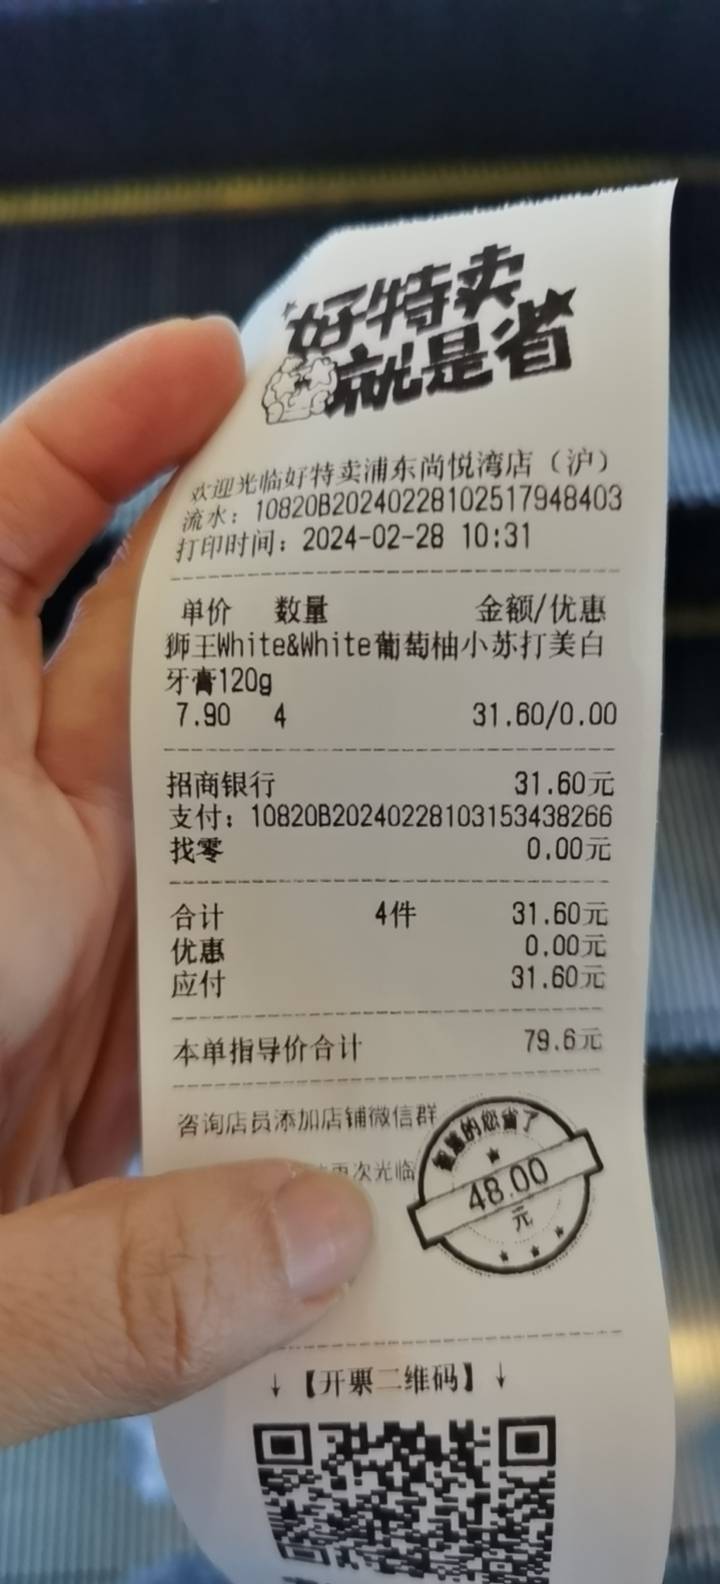 好特卖
就是省
欢迎光临好特卖浦东尚悦湾店（沪）
流水：10820B20240228102517948403
打印时间：2024-02-28 10:31
单价 数量 金额/优惠
狮王White&White葡萄柚小苏打美白
牙膏120g
7.90 4 31.60/0.00
招商银行 31.60元
支付：10820B20240228103153438266
找零 0.00元
合计 4件 31.60元
优惠 0.00元
应付 31.60元
本单指导价合计 79.6元
咨询店员添加店铺微信群
再次光临
智慧的您省了
48.00
元
↓【开票二维码】↓